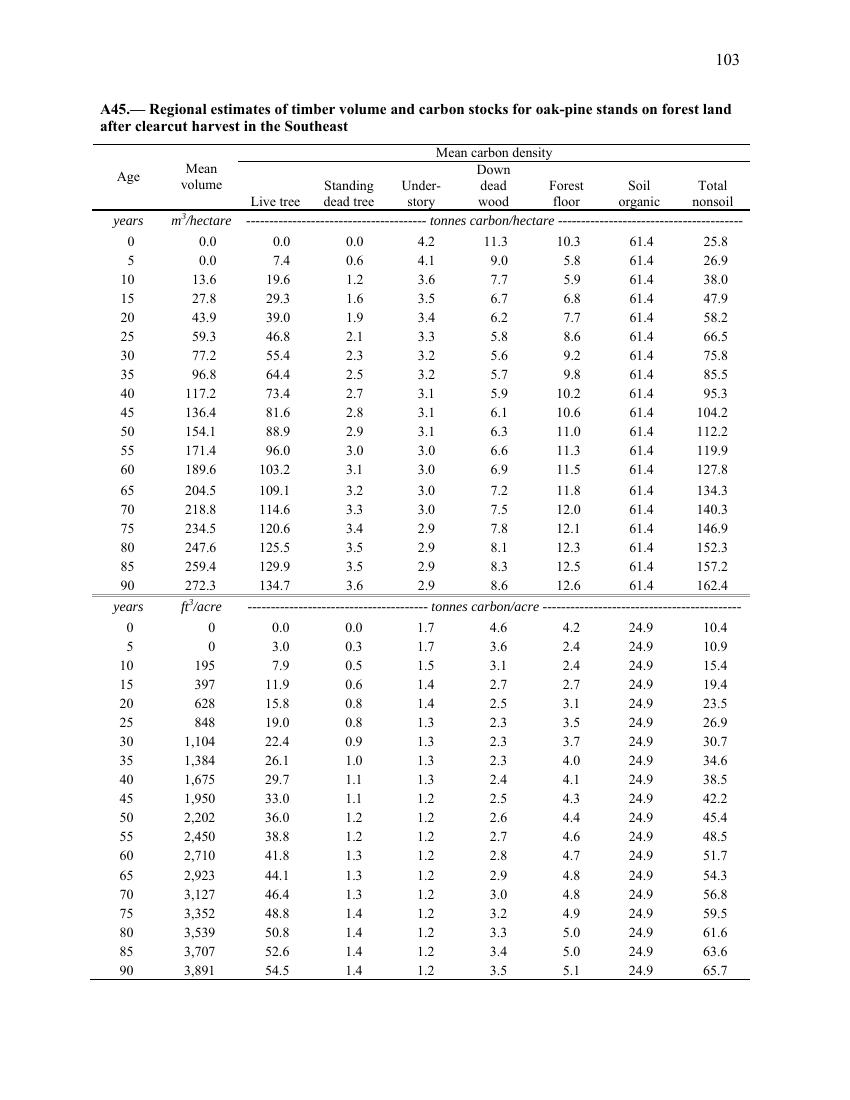 103
A45.— Regional estimates of timber volume and carbon stocks for oak-pine stands on forest land
after clearcut harvest in the Southeast
Mean carbon density
Age Mean volume Live tree Standing dead tree Under-story Down dead wood Forest floor Soil organic Total nonsoil
years m³/hectare --------------------------------------- tonnes carbon/hectare ----------------------------------------
0 0.0 0.0 0.0 4.2 11.3 10.3 61.4 25.8
5 0.0 7.4 0.6 4.1 9.0 5.8 61.4 26.9
10 13.6 19.6 1.2 3.6 7.7 5.9 61.4 38.0
15 27.8 29.3 1.6 3.5 6.7 6.8 61.4 47.9
20 43.9 39.0 1.9 3.4 6.2 7.7 61.4 58.2
25 59.3 46.8 2.1 3.3 5.8 8.6 61.4 66.5
30 77.2 55.4 2.3 3.2 5.6 9.2 61.4 75.8
35 96.8 64.4 2.5 3.2 5.7 9.8 61.4 85.5
40 117.2 73.4 2.7 3.1 5.9 10.2 61.4 95.3
45 136.4 81.6 2.8 3.1 6.1 10.6 61.4 104.2
50 154.1 88.9 2.9 3.1 6.3 11.0 61.4 112.2
55 171.4 96.0 3.0 3.0 6.6 11.3 61.4 119.9
60 189.6 103.2 3.1 3.0 6.9 11.5 61.4 127.8
65 204.5 109.1 3.2 3.0 7.2 11.8 61.4 134.3
70 218.8 114.6 3.3 3.0 7.5 12.0 61.4 140.3
75 234.5 120.6 3.4 2.9 7.8 12.1 61.4 146.9
80 247.6 125.5 3.5 2.9 8.1 12.3 61.4 152.3
85 259.4 129.9 3.5 2.9 8.3 12.5 61.4 157.2
90 272.3 134.7 3.6 2.9 8.6 12.6 61.4 162.4
years ft³/acre --------------------------------------- tonnes carbon/acre -------------------------------------------
0 0 0.0 0.0 1.7 4.6 4.2 24.9 10.4
5 0 3.0 0.3 1.7 3.6 2.4 24.9 10.9
10 195 7.9 0.5 1.5 3.1 2.4 24.9 15.4
15 397 11.9 0.6 1.4 2.7 2.7 24.9 19.4
20 628 15.8 0.8 1.4 2.5 3.1 24.9 23.5
25 848 19.0 0.8 1.3 2.3 3.5 24.9 26.9
30 1,104 22.4 0.9 1.3 2.3 3.7 24.9 30.7
35 1,384 26.1 1.0 1.3 2.3 4.0 24.9 34.6
40 1,675 29.7 1.1 1.3 2.4 4.1 24.9 38.5
45 1,950 33.0 1.1 1.2 2.5 4.3 24.9 42.2
50 2,202 36.0 1.2 1.2 2.6 4.4 24.9 45.4
55 2,450 38.8 1.2 1.2 2.7 4.6 24.9 48.5
60 2,710 41.8 1.3 1.2 2.8 4.7 24.9 51.7
65 2,923 44.1 1.3 1.2 2.9 4.8 24.9 54.3
70 3,127 46.4 1.3 1.2 3.0 4.8 24.9 56.8
75 3,352 48.8 1.4 1.2 3.2 4.9 24.9 59.5
80 3,539 50.8 1.4 1.2 3.3 5.0 24.9 61.6
85 3,707 52.6 1.4 1.2 3.4 5.0 24.9 63.6
90 3,891 54.5 1.4 1.2 3.5 5.1 24.9 65.7